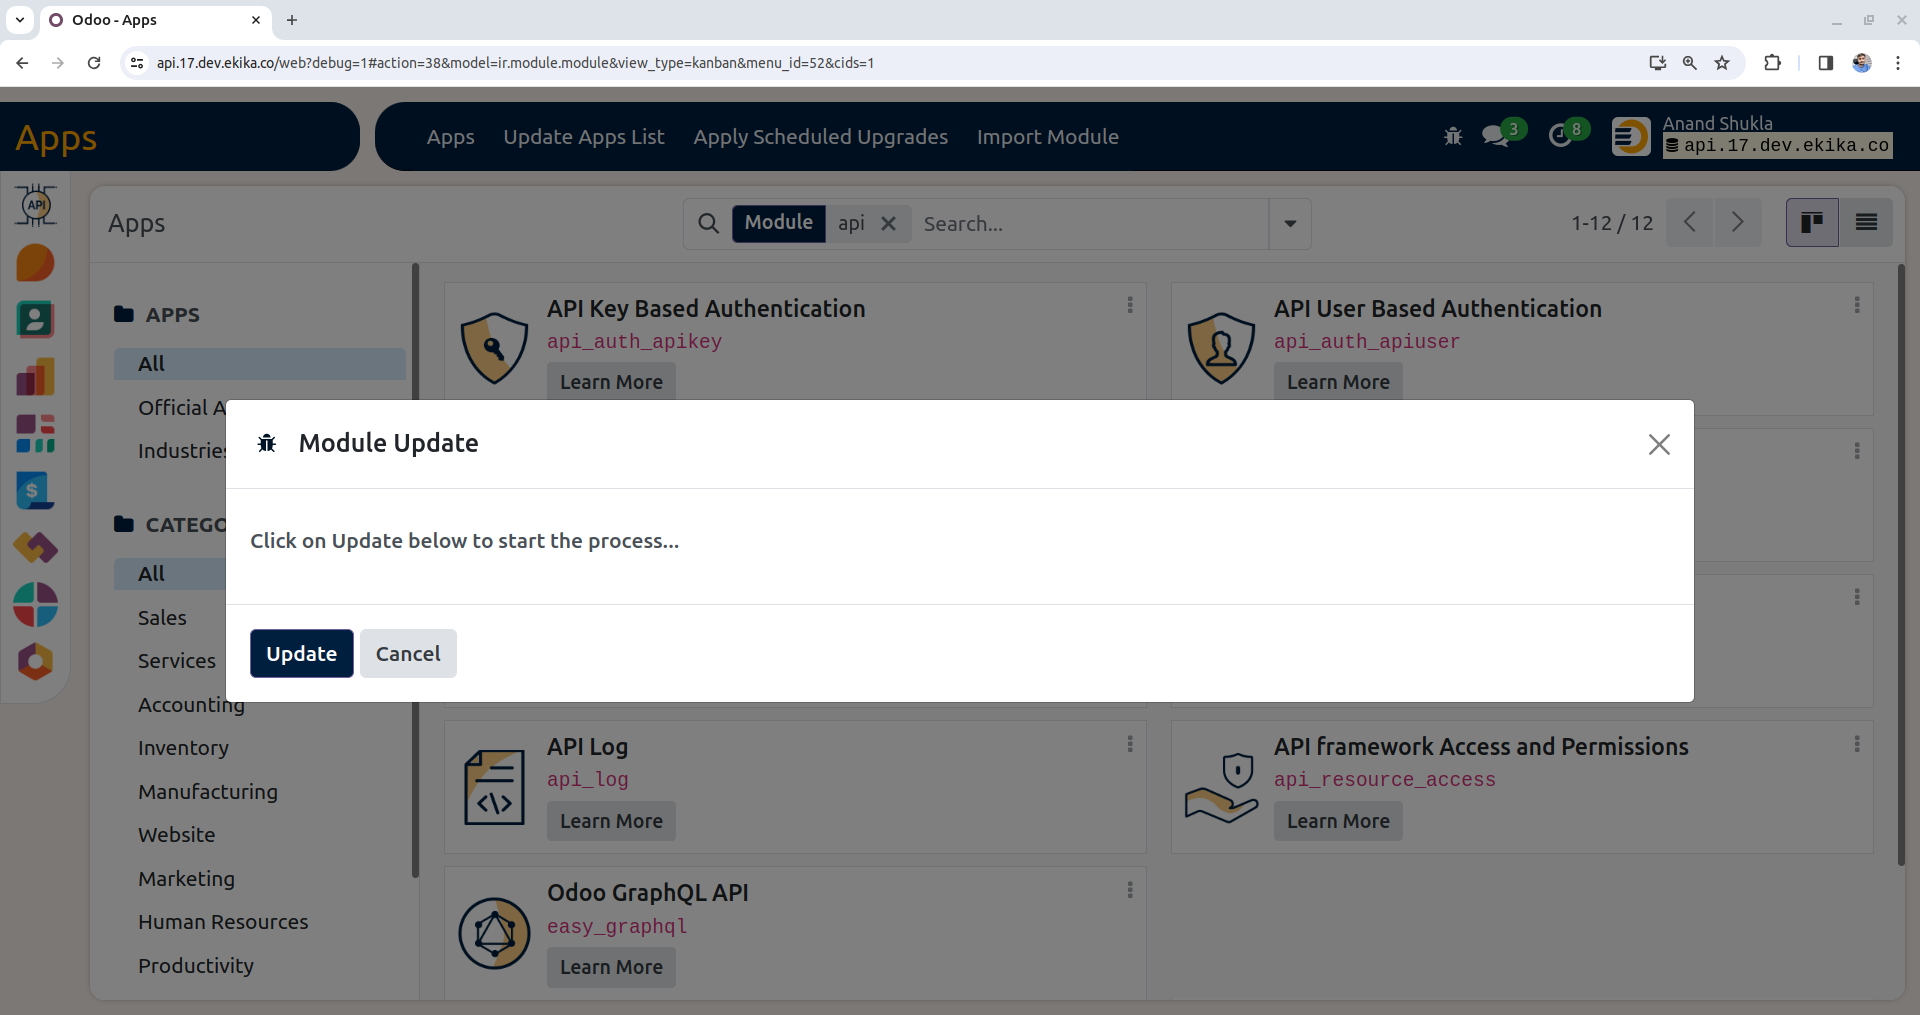 Odoo - Apps
api.17.dev.ekika.co/web?debug=1#action=38&model=ir.module.module&view_type=kanban&menu_id=52&cids=1
Apps
Apps Update Apps List Apply Scheduled Upgrades Import Module
3
8
Anand Shukla
api.17.dev.ekika.co
API
Apps
Module api
Search...
1-12 / 12
APPS
All
Official A
Industries
CATEGO
All
Sales
Services
Accounting
Inventory
Manufacturing
Website
Marketing
Human Resources
Productivity
API Key Based Authentication
api_auth_apikey
Learn More
API User Based Authentication
api_auth_apiuser
Learn More
Module Update
Click on Update below to start the process...
Update Cancel
API Log
api_log
Learn More
API framework Access and Permissions
api_resource_access
Learn More
Odoo GraphQL API
easy_graphql
Learn More